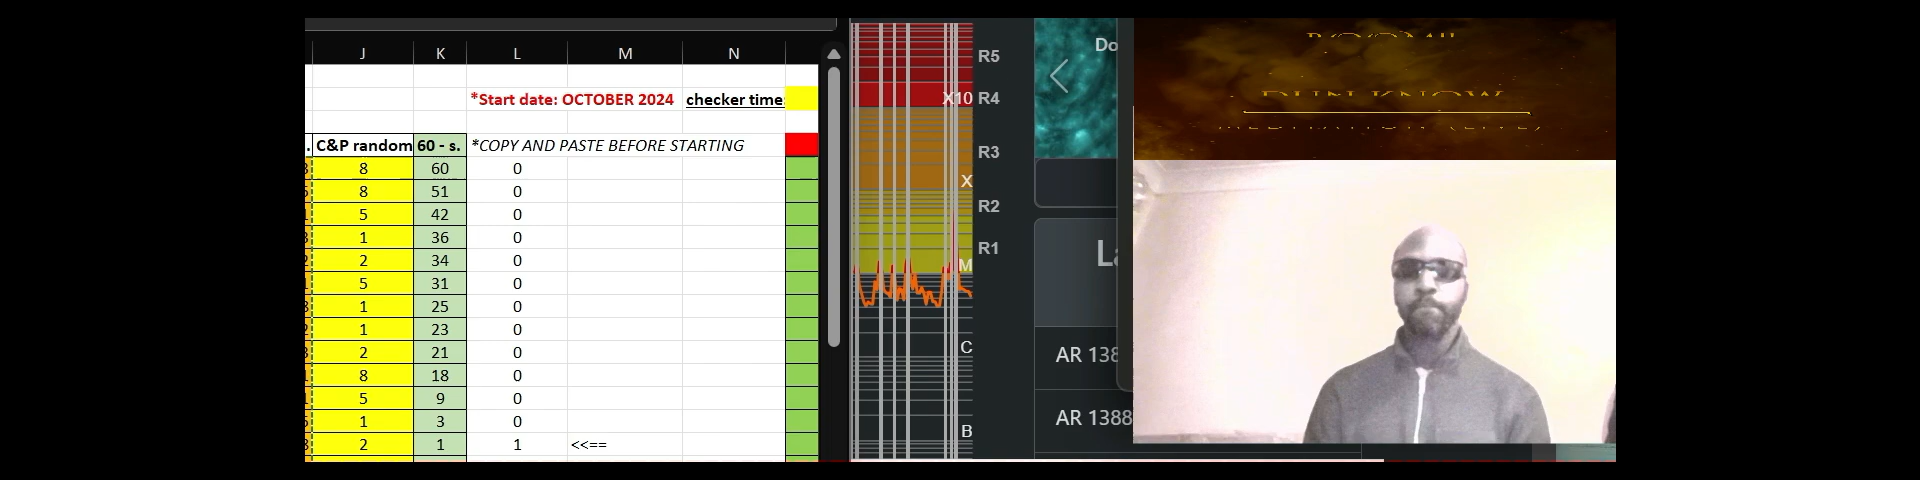 J K L M N
*Start date: OCTOBER 2024 checker time:
C&P random 60 - s. *COPY AND PASTE BEFORE STARTING
8 60 0
8 51 0
5 42 0
1 36 0
2 34 0
5 31 0
1 25 0
1 23 0
2 21 0
8 18 0
5 9 0
1 3 0
2 1 1 <<==
R5
X10 R4
R3
X
R2
R1
M
C
B
Do
La
AR 138
AR 1388